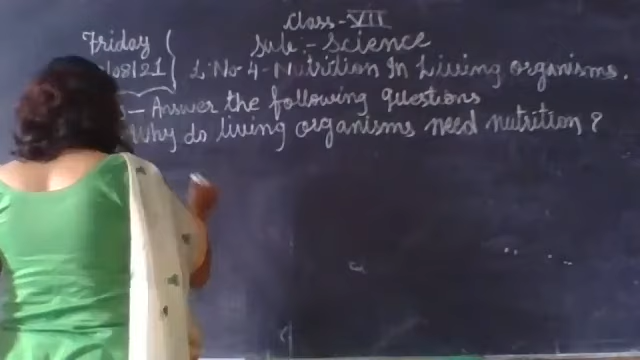 Class - VII
Friday Sub:- Science
08/21 L.No 4 - Nutrition In Living organisms.
- Answer the following questions
Why do living organisms need nutrition ?